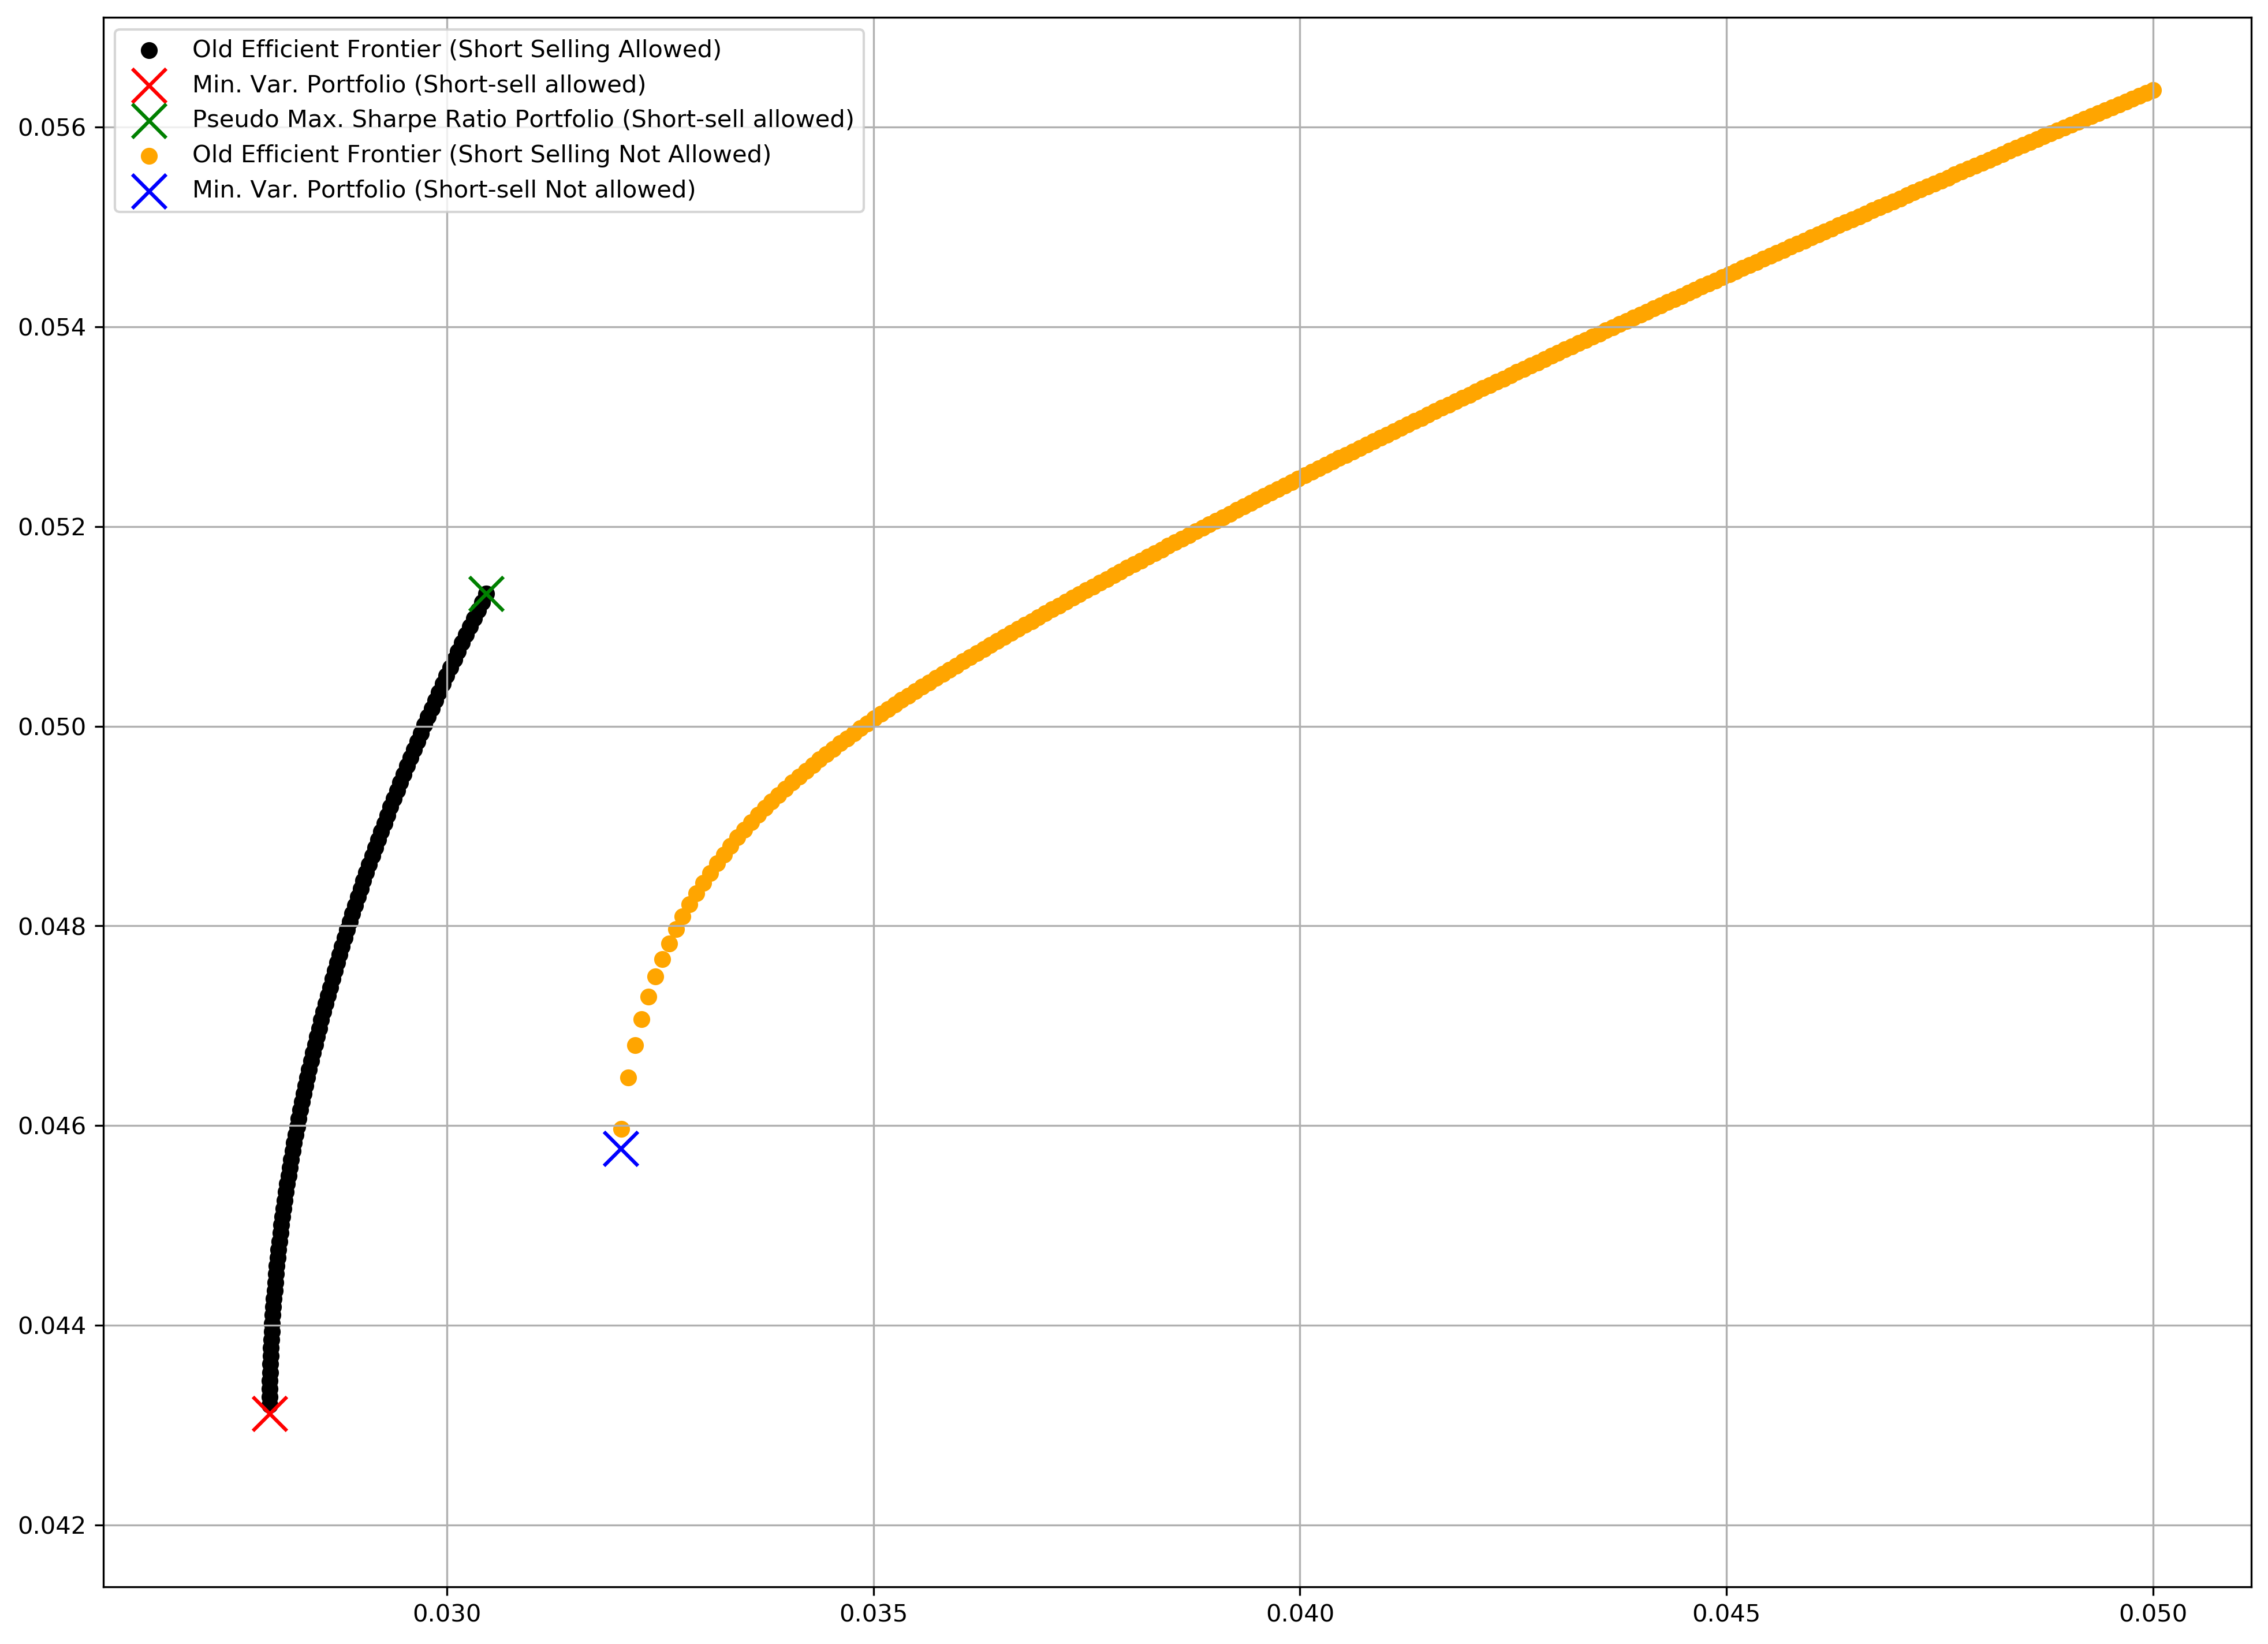 Old Efficient Frontier (Short Selling Allowed)
Min. Var. Portfolio (Short-sell allowed)
Pseudo Max. Sharpe Ratio Portfolio (Short-sell allowed)
Old Efficient Frontier (Short Selling Not Allowed)
Min. Var. Portfolio (Short-sell Not allowed)
0.056
0.054
0.052
0.050
0.048
0.046
0.044
0.042
0.030 0.035 0.040 0.045 0.050